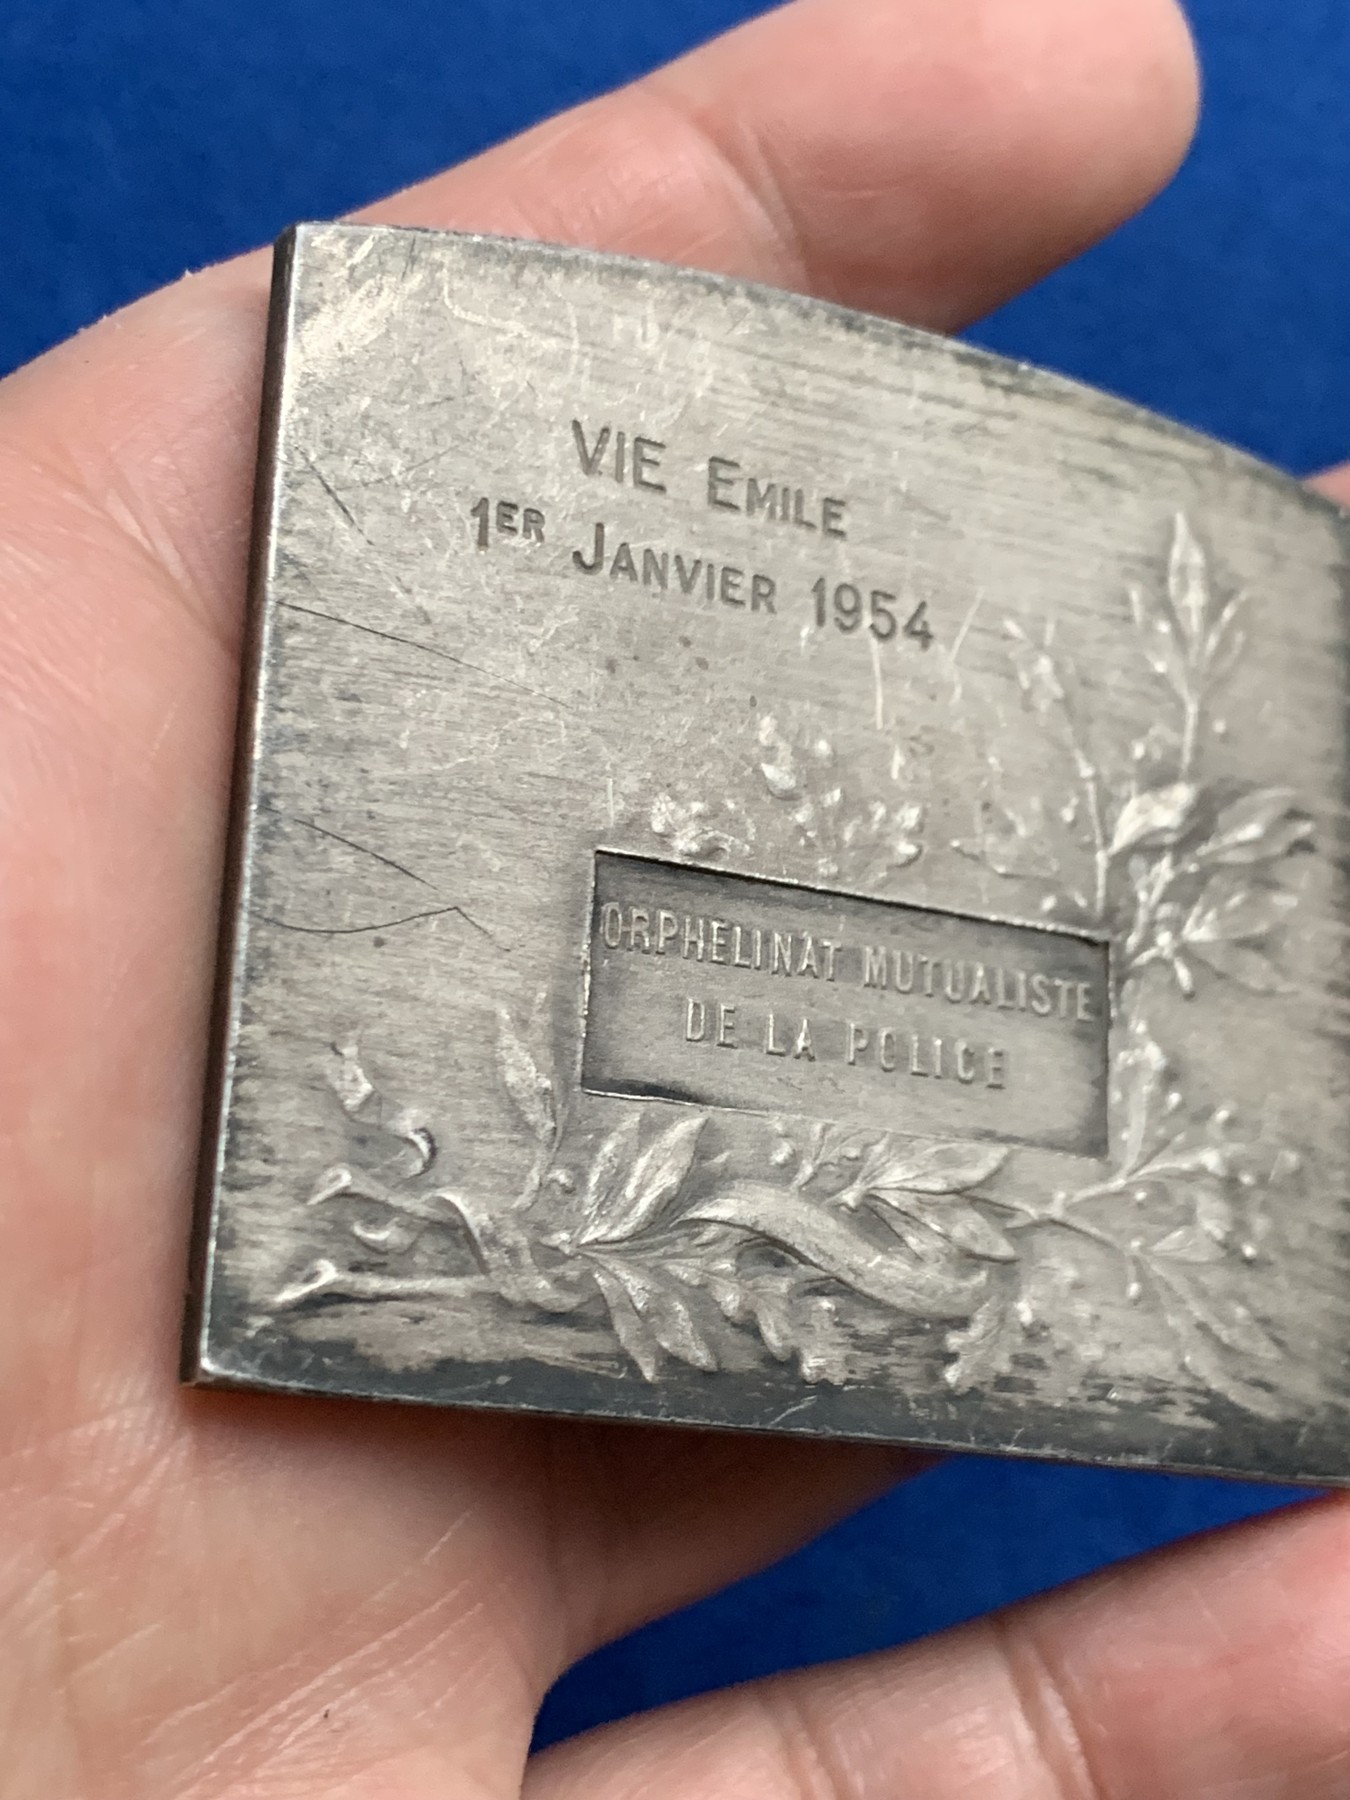 VIE EMILE
1ER JANVIER 1954
ORPHELINAT MUTUALISTE
DE LA POLICE